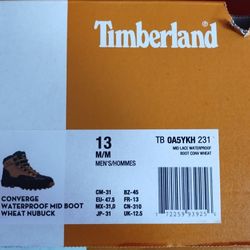 Timberland
13
M/M
MEN'S/HOMMES
TB 0A5YKH 231
MID LACE WATERPROOF
BOOT CONV WHEAT
CM-31 BZ-45
EU-47,5 FR-13
MX-31,0 CN-310
JP-31 UK-12.5
CONVERGE
WATERPROOF MID BOOT
WHEAT NUBUCK